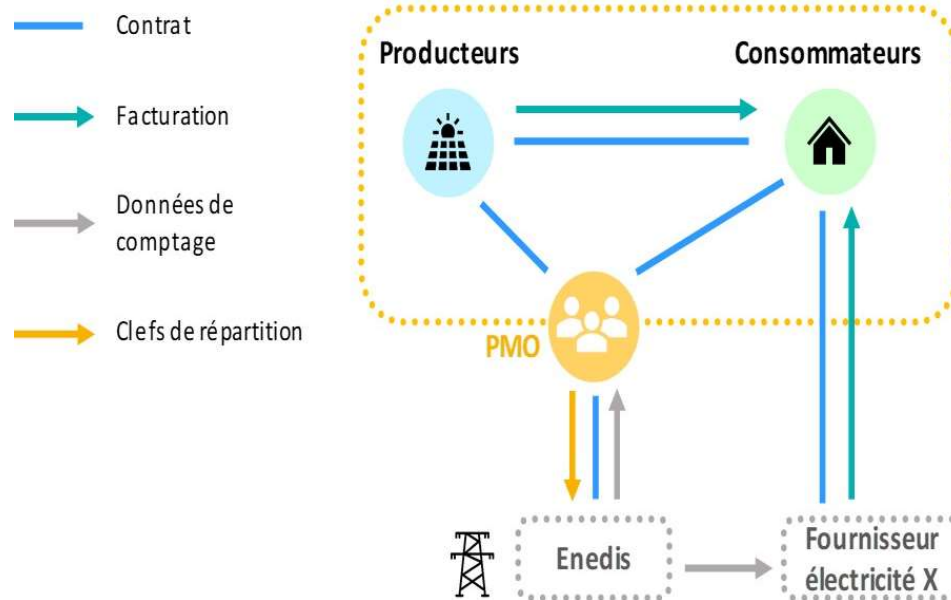 Contrat
Facturation
Données de
comptage
Clefs de répartition
Producteurs
Consommateurs
PMO
Enedis
Fournisseur
électricité X